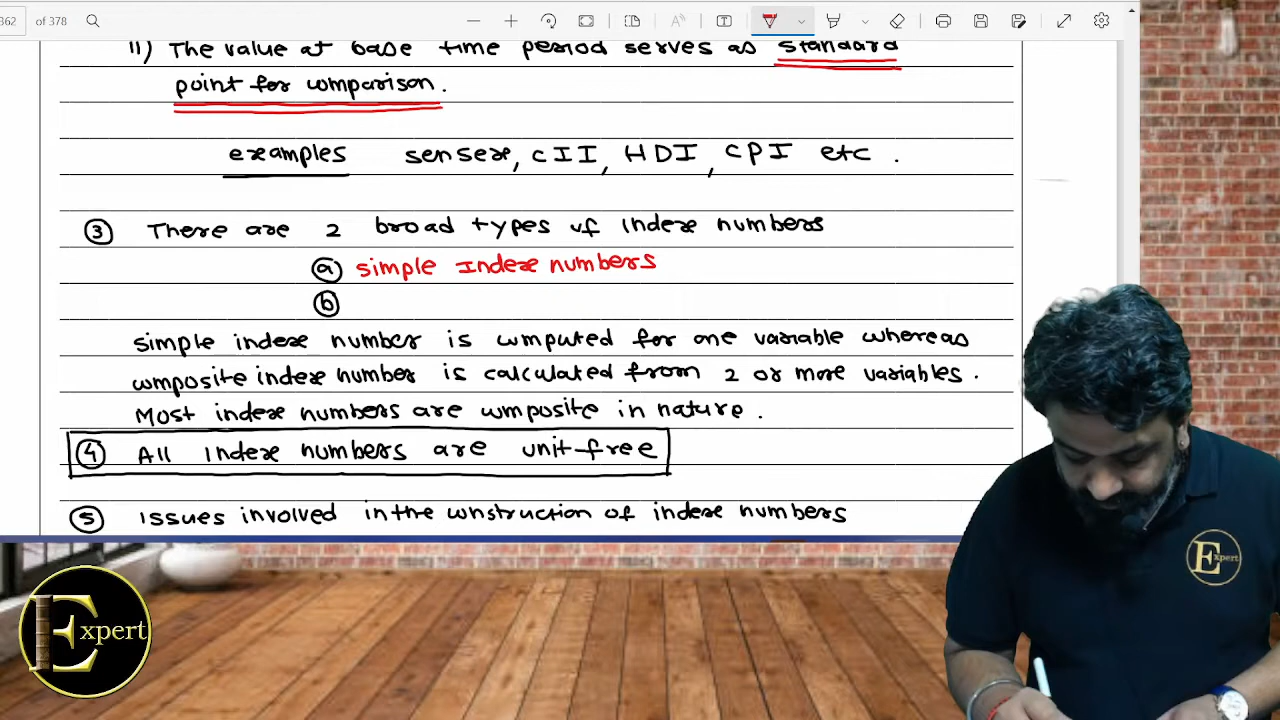 362 of 378
ii) The value at base time period serves as standard
point for comparison.
examples sensex, CII, HDI, CPI etc.
③ There are 2 broad types of Index numbers
ⓐ simple Index numbers
ⓑ
simple index number is computed for one variable whereas
composite index number is calculated from 2 or more variables.
Most index numbers are composite in nature.
④ All Index numbers are unit-free
⑤ Issues involved in the construction of index numbers
Expert
Expert